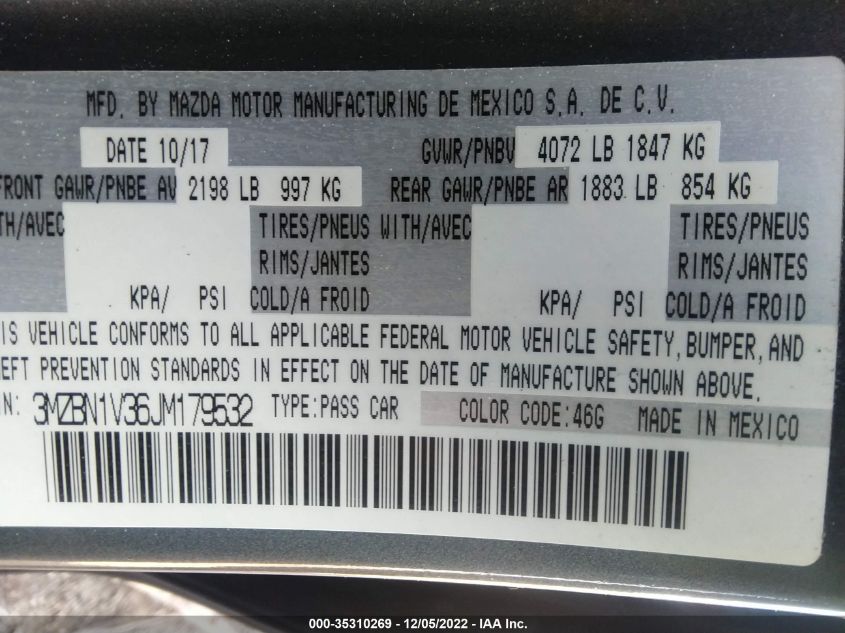 MFD. BY MAZDA MOTOR MANUFACTURING DE MEXICO S.A. DE C.V.
DATE 10/17 GVWR/PNBV 4072 LB 1847 KG
FRONT GAWR/PNBE AV 2198 LB 997 KG REAR GAWR/PNBE AR 1883 LB 854 KG
TH/AVEC TIRES/PNEUS WITH/AVEC TIRES/PNEUS
RIMS/JANTES RIMS/JANTES
KPA/ PSI COLD/A FROID KPA/ PSI COLD/A FROID
IS VEHICLE CONFORMS TO ALL APPLICABLE FEDERAL MOTOR VEHICLE SAFETY, BUMPER, AND
EFT PREVENTION STANDARDS IN EFFECT ON THE DATE OF MANUFACTURE SHOWN ABOVE.
IN: 3MZBN1V36JM179532 TYPE:PASS CAR COLOR CODE:46G MADE IN MEXICO
000-35310269 - 12/05/2022 - IAA Inc.